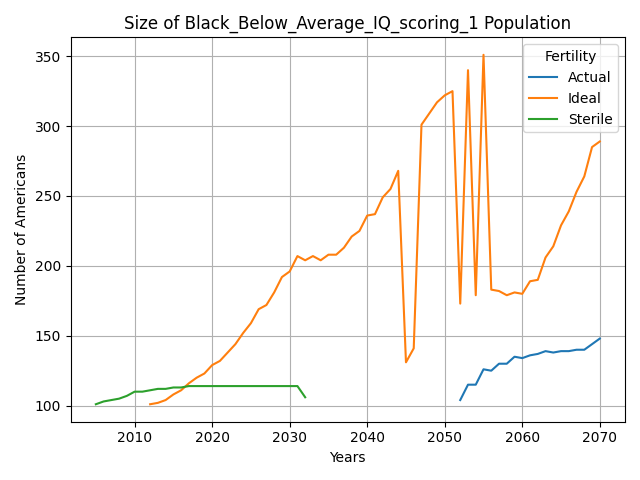 Size of Black_Below_Average_IQ_scoring_1 Population
Fertility
Actual
Ideal
Sterile
Number of Americans
350
300
250
200
150
100
2010
2020
2030
2040
2050
2060
2070
Years